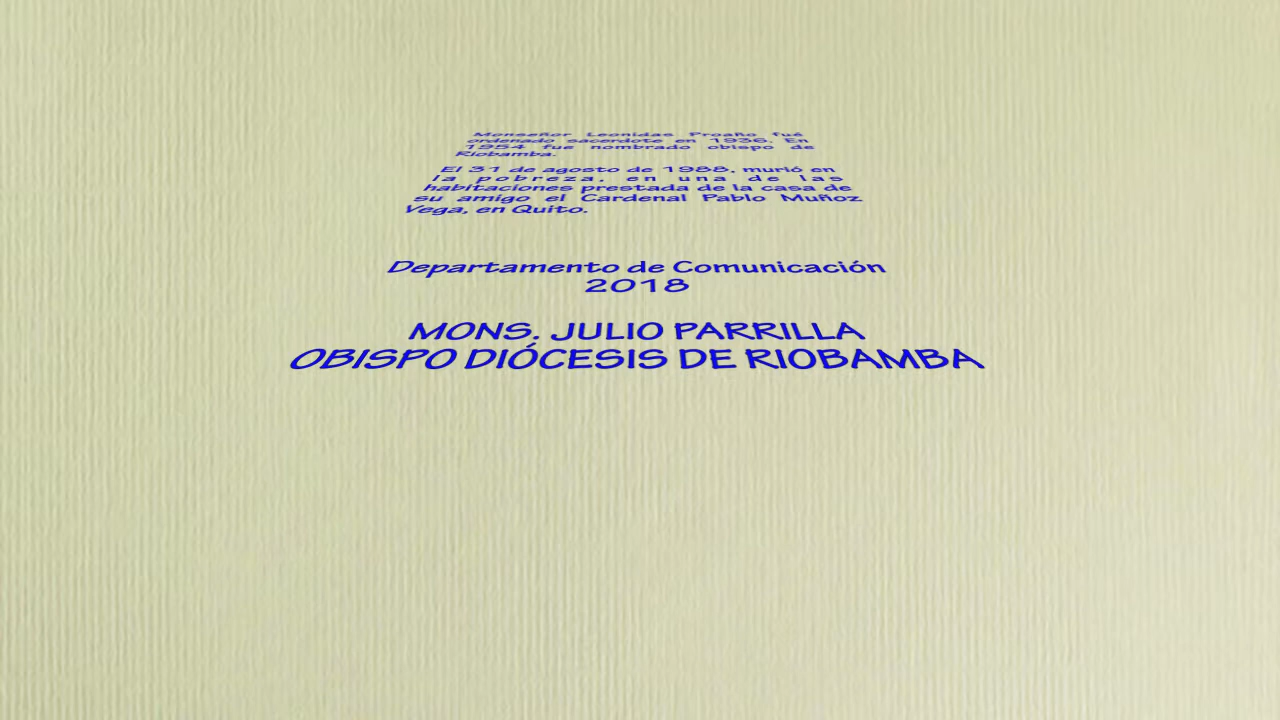 Monseñor Leonidas Proaño fué
ordenado sacerdote en 1936. En
1954 fue nombrado obispo de
Riobamba.
El 31 de agosto de 1988, murió en
la pobreza, en una de las
habitaciones prestada de la casa de
su amigo el Cardenal Pablo Muñoz
Vega, en Quito.
Departamento de Comunicación
2018
MONS. JULIO PARRILLA
OBISPO DIÓCESIS DE RIOBAMBA